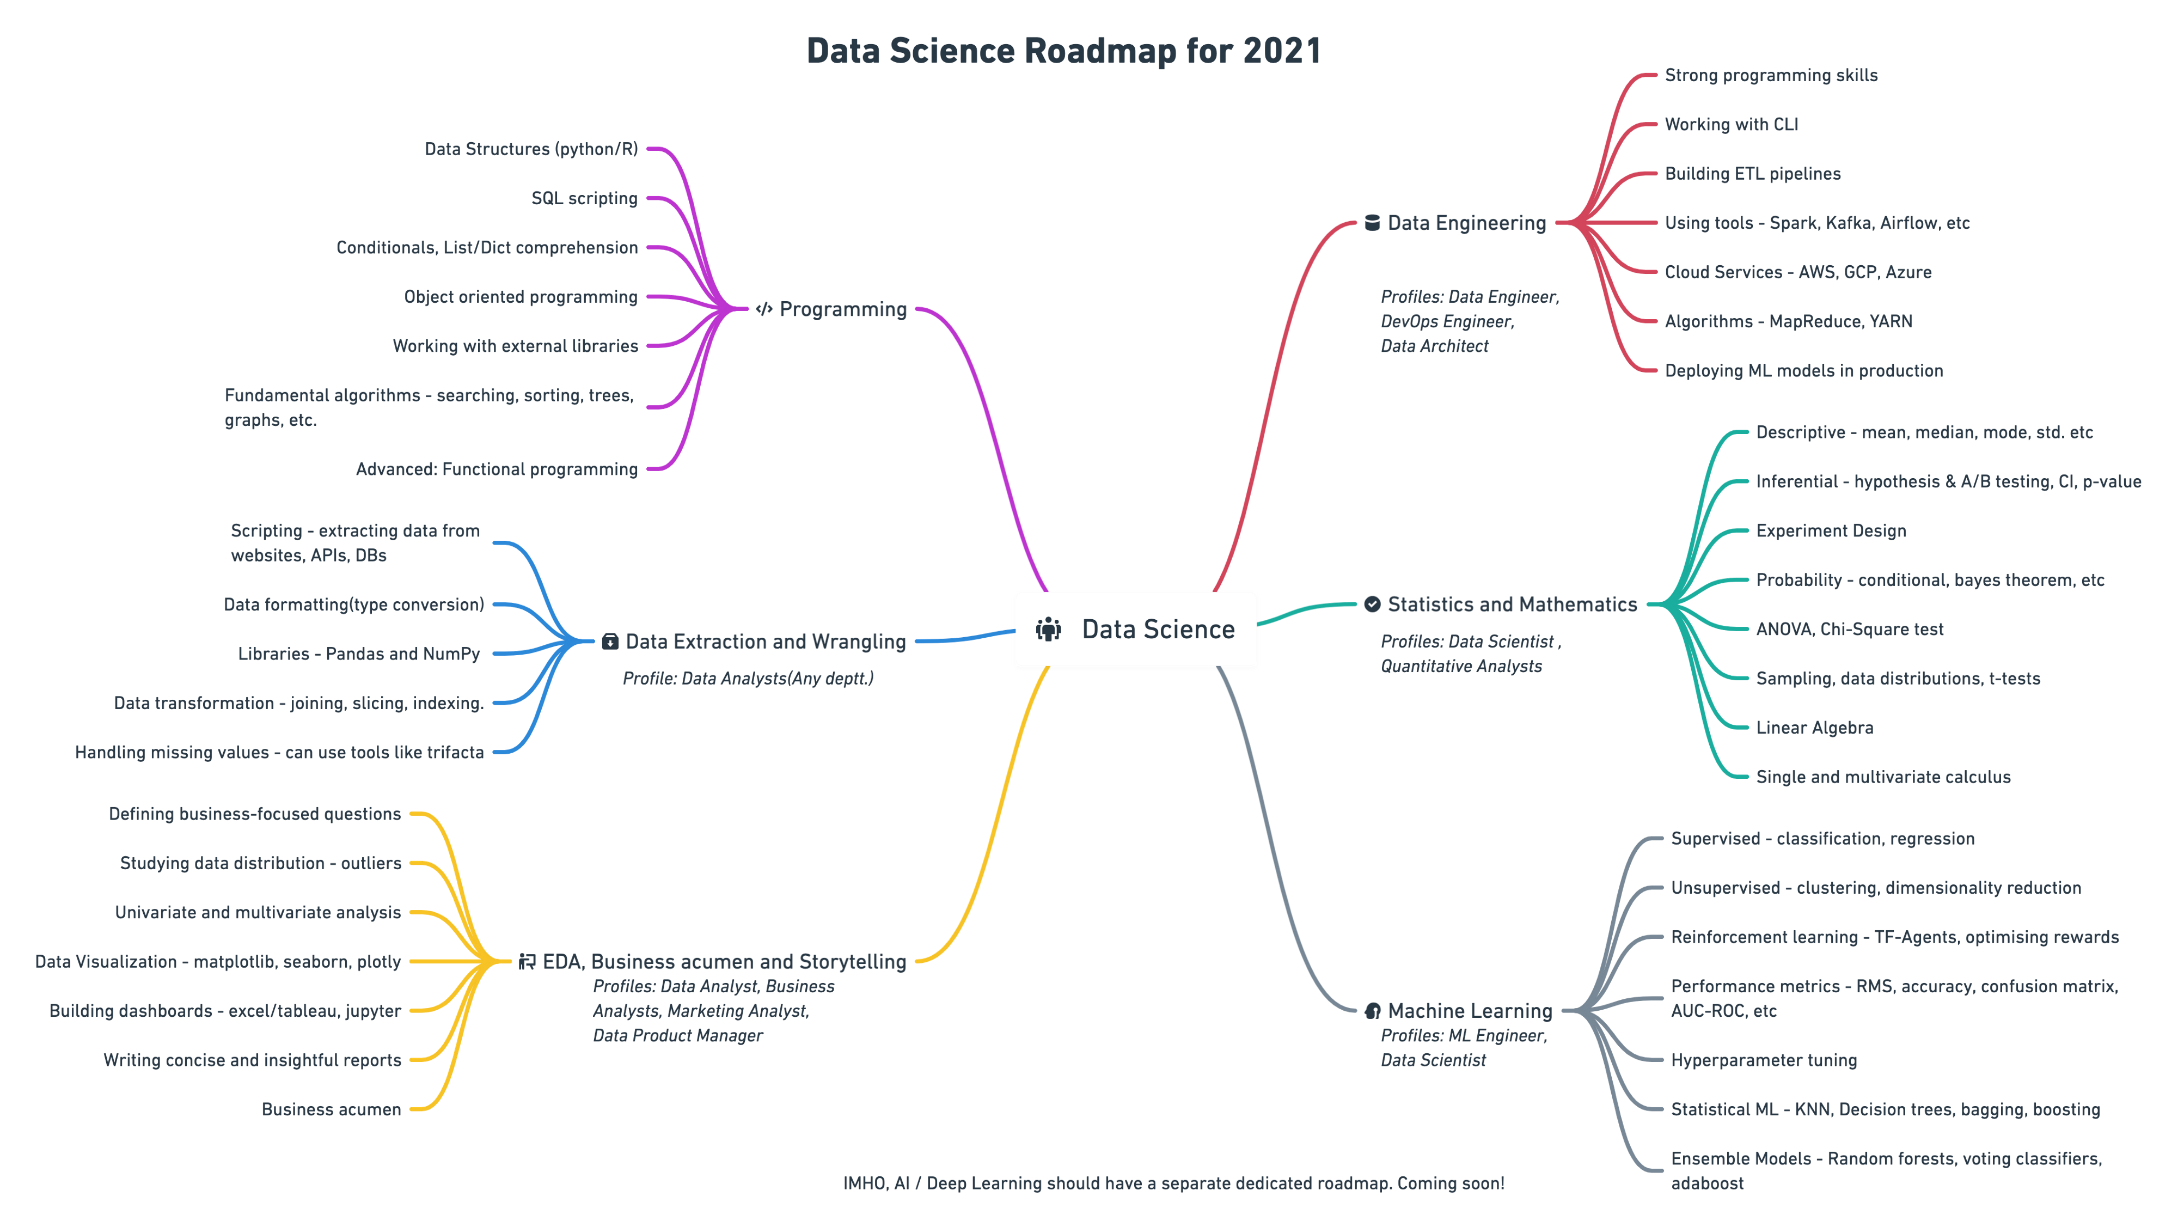 Data Science Roadmap for 2021
Data Structures (python/R)
SQL scripting
Conditionals, List/Dict comprehension
Object oriented programming
Working with external libraries
Fundamental algorithms - searching, sorting, trees,
graphs, etc.
Advanced: Functional programming
</> Programming
Scripting - extracting data from
websites, APIs, DBs
Data formatting(type conversion)
Libraries - Pandas and NumPy
Data transformation - joining, slicing, indexing.
Handling missing values - can use tools like trifacta
Data Extraction and Wrangling
Profile: Data Analysts(Any deptt.)
Defining business-focused questions
Studying data distribution - outliers
Univariate and multivariate analysis
Data Visualization - matplotlib, seaborn, plotly
Building dashboards - excel/tableau, jupyter
Writing concise and insightful reports
Business acumen
EDA, Business acumen and Storytelling
Profiles: Data Analyst, Business
Analysts, Marketing Analyst,
Data Product Manager
Data Science
Data Engineering
Profiles: Data Engineer,
DevOps Engineer,
Data Architect
Strong programming skills
Working with CLI
Building ETL pipelines
Using tools - Spark, Kafka, Airflow, etc
Cloud Services - AWS, GCP, Azure
Algorithms - MapReduce, YARN
Deploying ML models in production
Statistics and Mathematics
Profiles: Data Scientist ,
Quantitative Analysts
Descriptive - mean, median, mode, std. etc
Inferential - hypothesis & A/B testing, CI, p-value
Experiment Design
Probability - conditional, bayes theorem, etc
ANOVA, Chi-Square test
Sampling, data distributions, t-tests
Linear Algebra
Single and multivariate calculus
Machine Learning
Profiles: ML Engineer,
Data Scientist
Supervised - classification, regression
Unsupervised - clustering, dimensionality reduction
Reinforcement learning - TF-Agents, optimising rewards
Performance metrics - RMS, accuracy, confusion matrix,
AUC-ROC, etc
Hyperparameter tuning
Statistical ML - KNN, Decision trees, bagging, boosting
Ensemble Models - Random forests, voting classifiers,
adaboost
IMHO, AI / Deep Learning should have a separate dedicated roadmap. Coming soon!